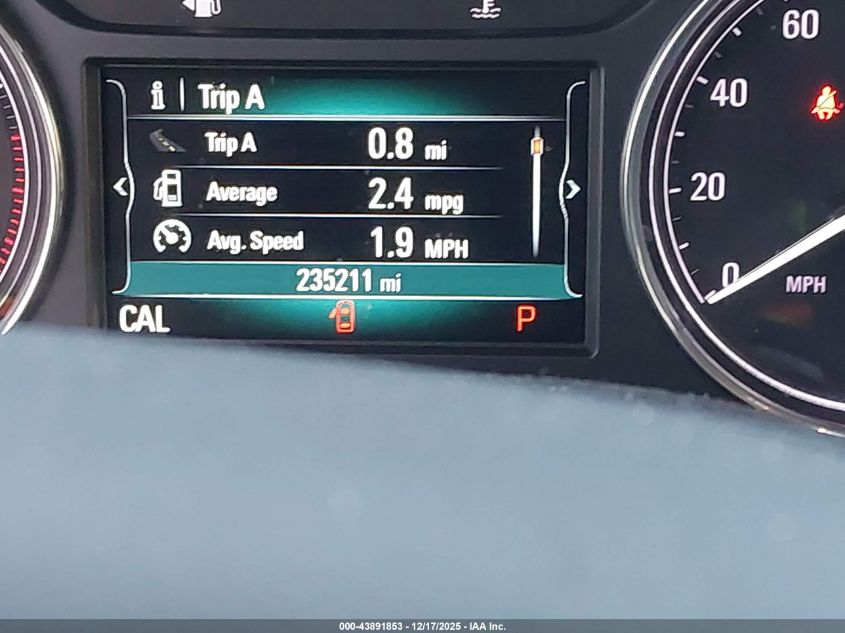 60
40
20
0
MPH
i Trip A
Trip A 0.8 mi
Average 2.4 mpg
Avg. Speed 1.9 MPH
235211 mi
CAL P
000-43891853 - 12/17/2025 - IAA Inc.